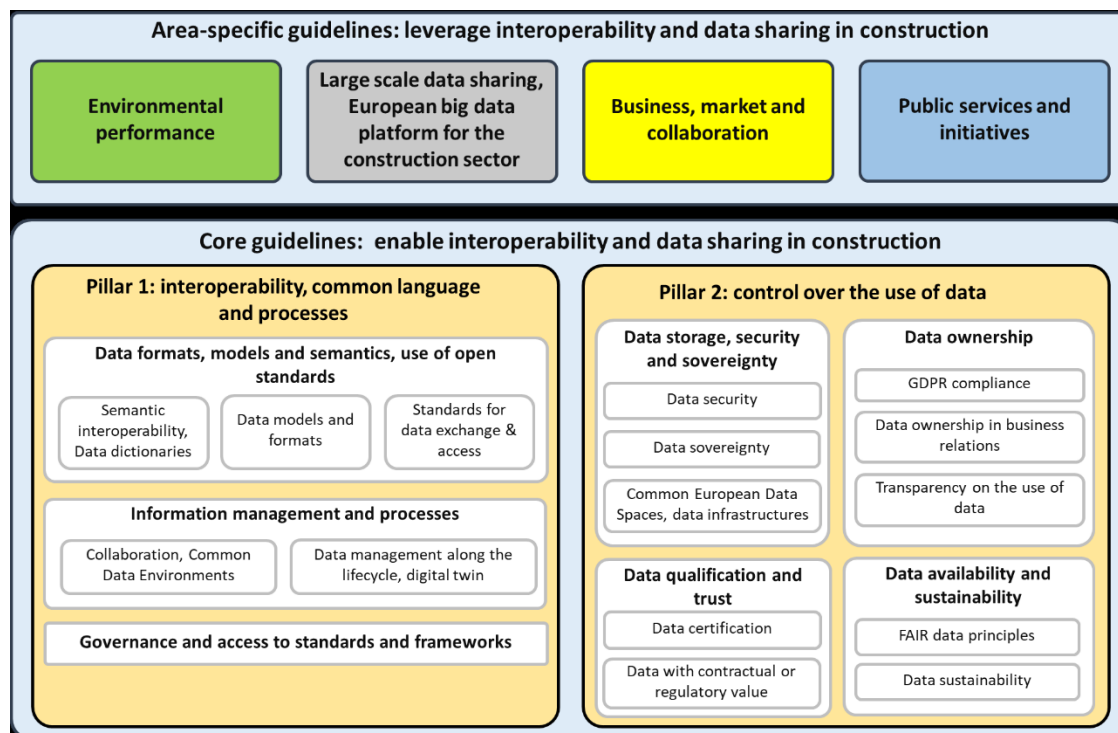 Area-specific guidelines: leverage interoperability and data sharing in construction
Environmental
performance
Large scale data sharing,
European big data
platform for the
construction sector
Business, market and
collaboration
Public services and
initiatives
Core guidelines: enable interoperability and data sharing in construction
Pillar 1: interoperability, common language
and processes
Data formats, models and semantics, use of open
standards
Semantic
interoperability,
Data dictionaries
Data models and
formats
Standards for
data exchange &
access
Information management and processes
Collaboration, Common
Data Environments
Data management along the
lifecycle, digital twin
Governance and access to standards and frameworks
Pillar 2: control over the use of data
Data storage, security
and sovereignty
Data security
Data sovereignty
Common European Data
Spaces, data infrastructures
Data ownership
GDPR compliance
Data ownership in business
relations
Transparency on the use of
data
Data qualification and
trust
Data certification
Data with contractual or
regulatory value
Data availability and
sustainability
FAIR data principles
Data sustainability